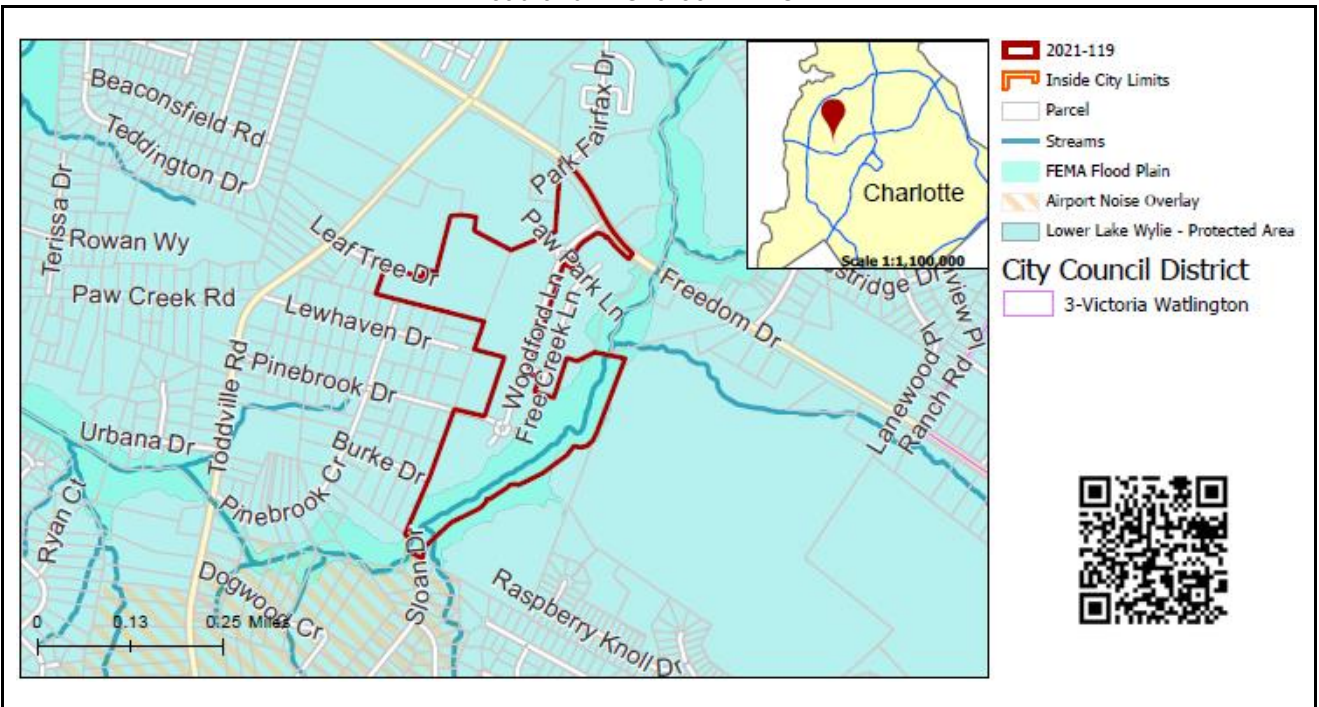 Beaconsfield Rd
Teddington Dr
Terissa Dr
Rowan Wy
Paw Creek Rd
Leaf Tree Dr
Lewhaven Dr
Pinebrook Dr
Toddville Rd
Urbana Dr
Burke Dr
Pinebrook Cr
Ryan Ct
Dogwood Cr
Sloan Dr
Raspberry Knoll Dr
Park Fairfax Dr
Paw Park Ln
Woodford Ln
Free Creek Ln
Freedom Dr
Lanewood Pl
Ranch Rd
0 0.13 0.25 Miles
Charlotte
Scale 1:1,100,000
2021-119
Inside City Limits
Parcel
Streams
FEMA Flood Plain
Airport Noise Overlay
Lower Lake Wylie - Protected Area
City Council District
3-Victoria Watlington